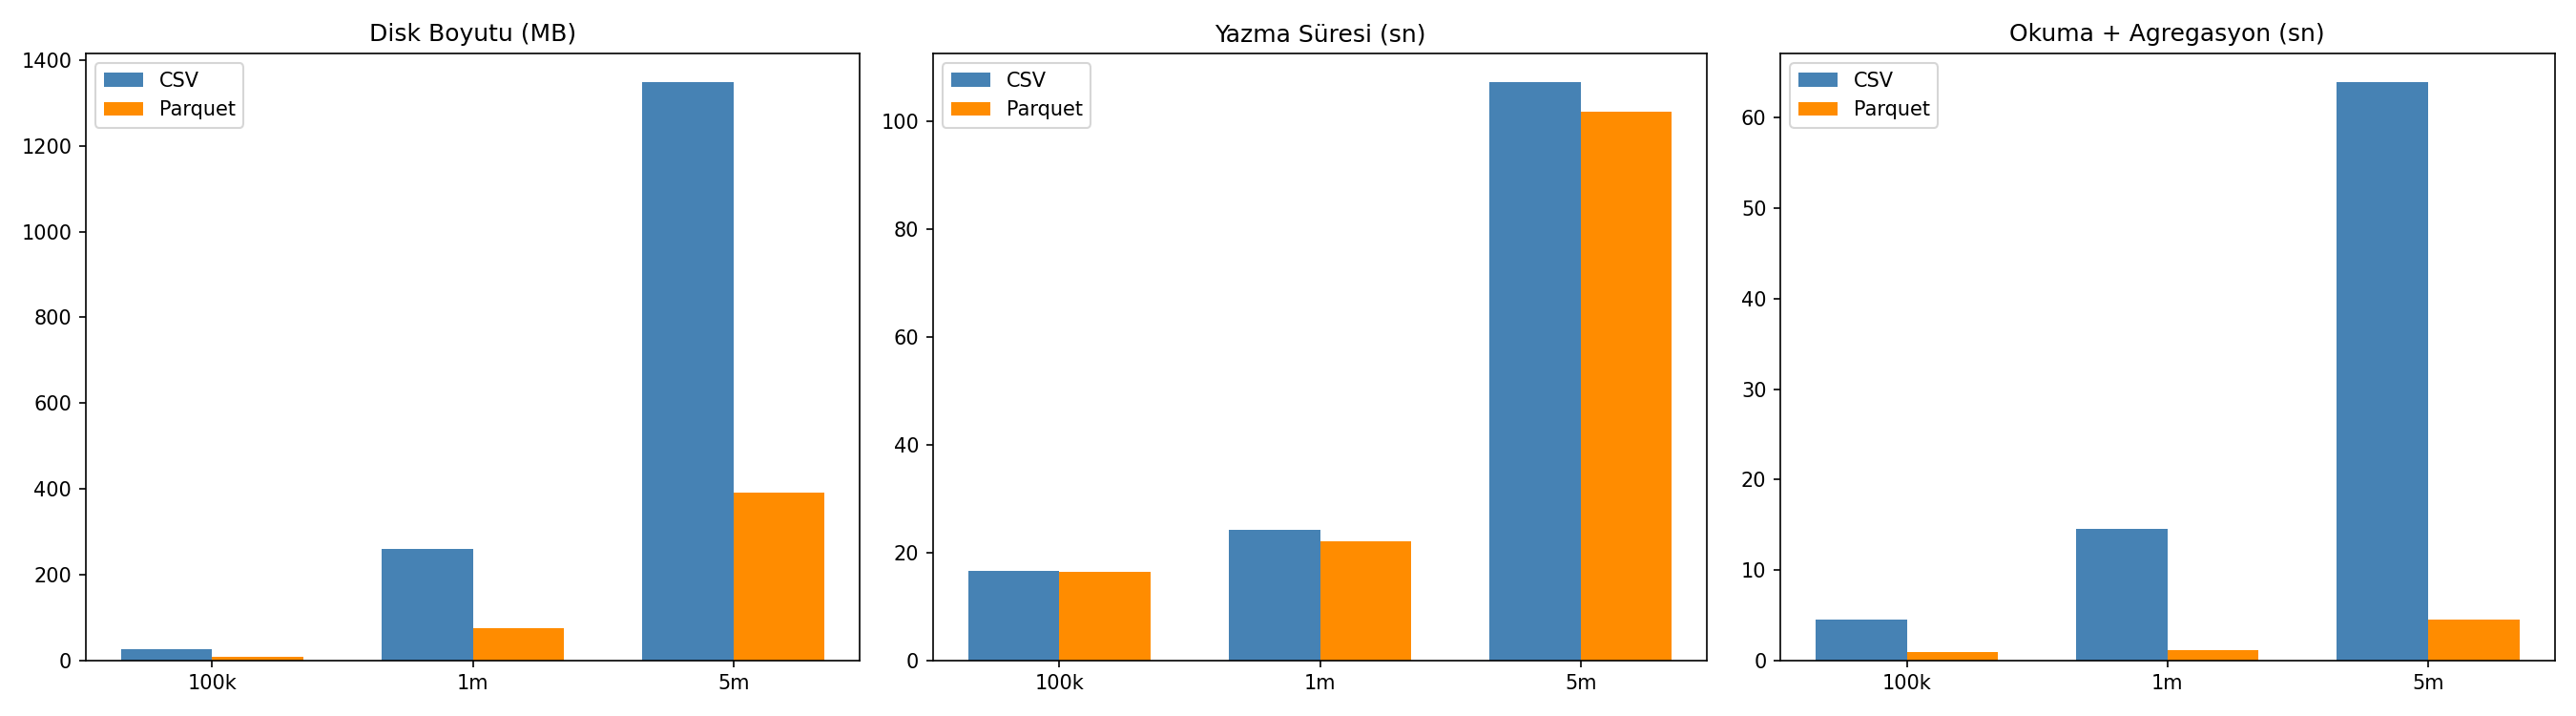 Disk Boyutu (MB)
CSV
Parquet
1400
1200
1000
800
600
400
200
0
100k 1m 5m
Yazma Süresi (sn)
CSV
Parquet
100
80
60
40
20
0
100k 1m 5m
Okuma + Agregasyon (sn)
CSV
Parquet
60
50
40
30
20
10
0
100k 1m 5m